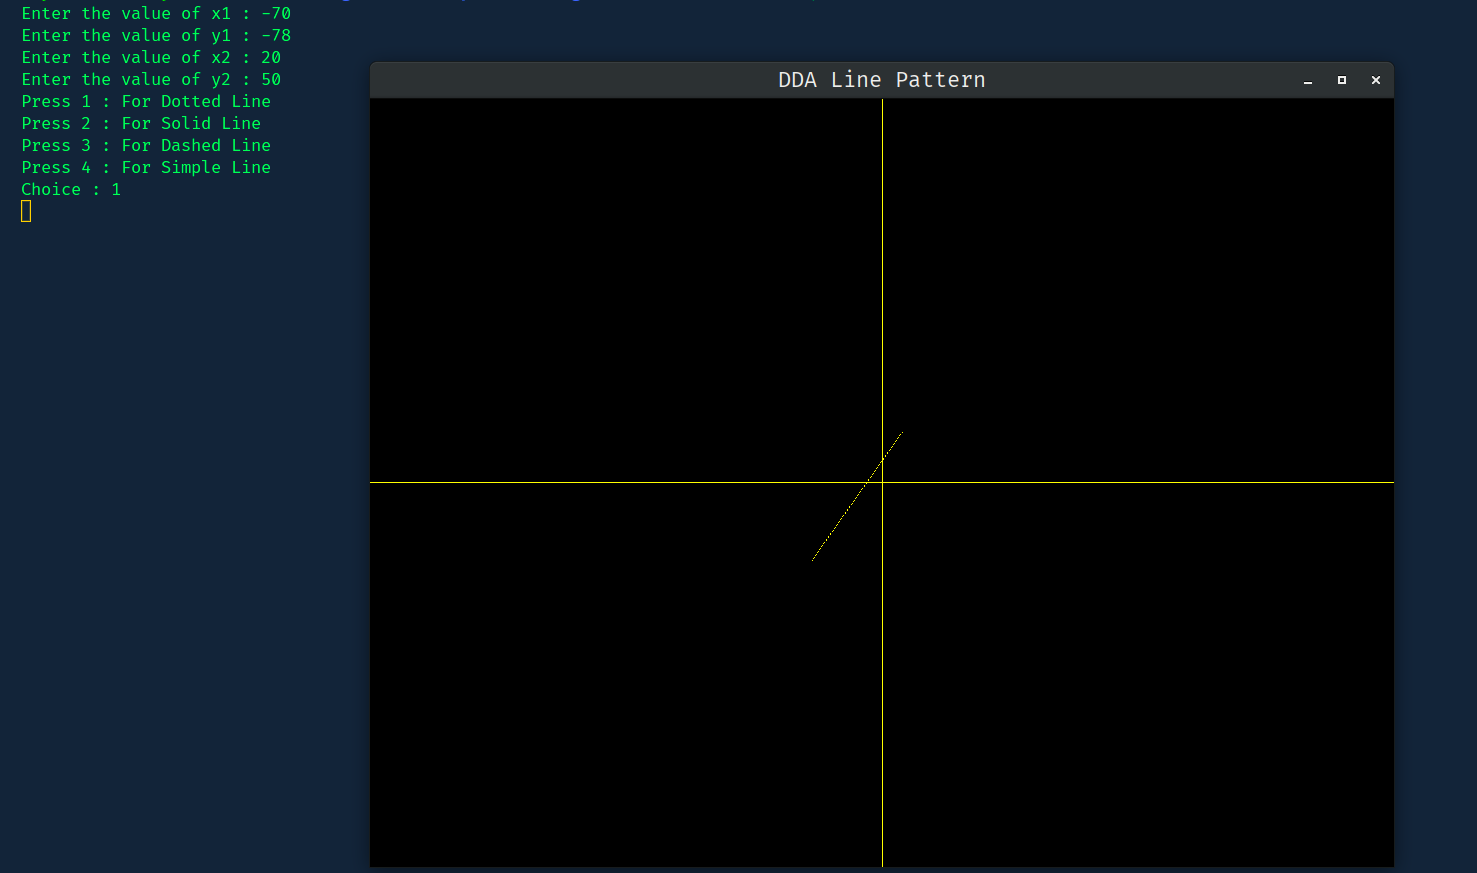 Enter the value of x1 : -70
Enter the value of y1 : -78
Enter the value of x2 : 20
Enter the value of y2 : 50
Press 1 : For Dotted Line
Press 2 : For Solid Line
Press 3 : For Dashed Line
Press 4 : For Simple Line
Choice : 1
DDA Line Pattern